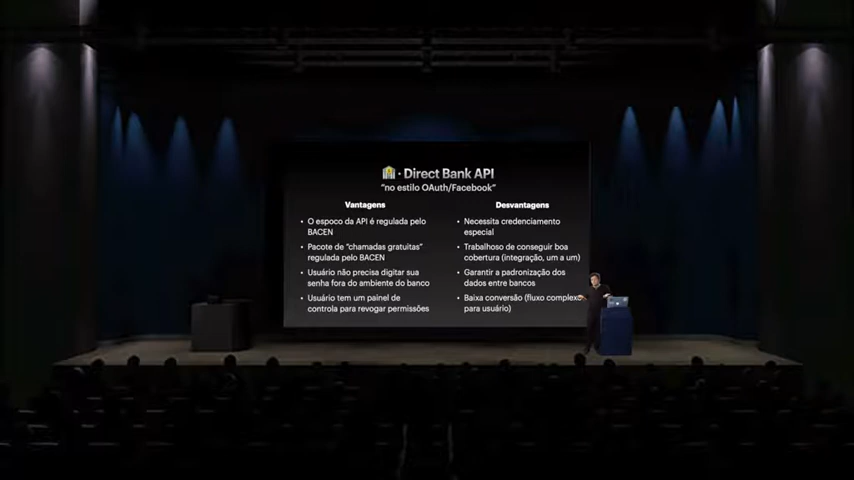 · Direct Bank API
"no estilo OAuth/Facebook"
Vantagens
• O espoco da API é regulada pelo
BACEN
• Pacote de "chamadas gratuitas"
regulada pelo BACEN
• Usuário não precisa digitar sua
senha fora do ambiente do banco
• Usuário tem um painel de
controla para revogar permissões
Desvantagens
• Necessita credenciamento
especial
• Trabalhoso de conseguir boa
cobertura (integração, um a um)
• Garantir a padronização dos
dados entre bancos
• Baixa conversão (fluxo complexo
para usuário)